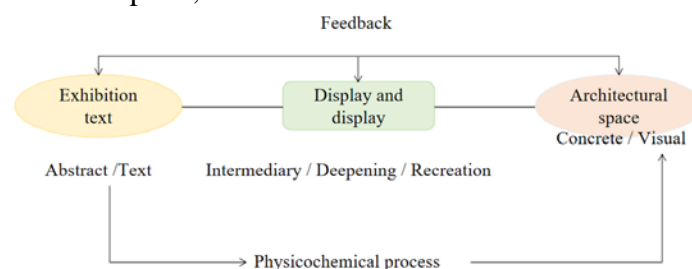 Feedback
Exhibition
text
Display and
display
Architectural
space
Concrete / Visual
Abstract /Text
Intermediary / Deepening / Recreation
Physicochemical process